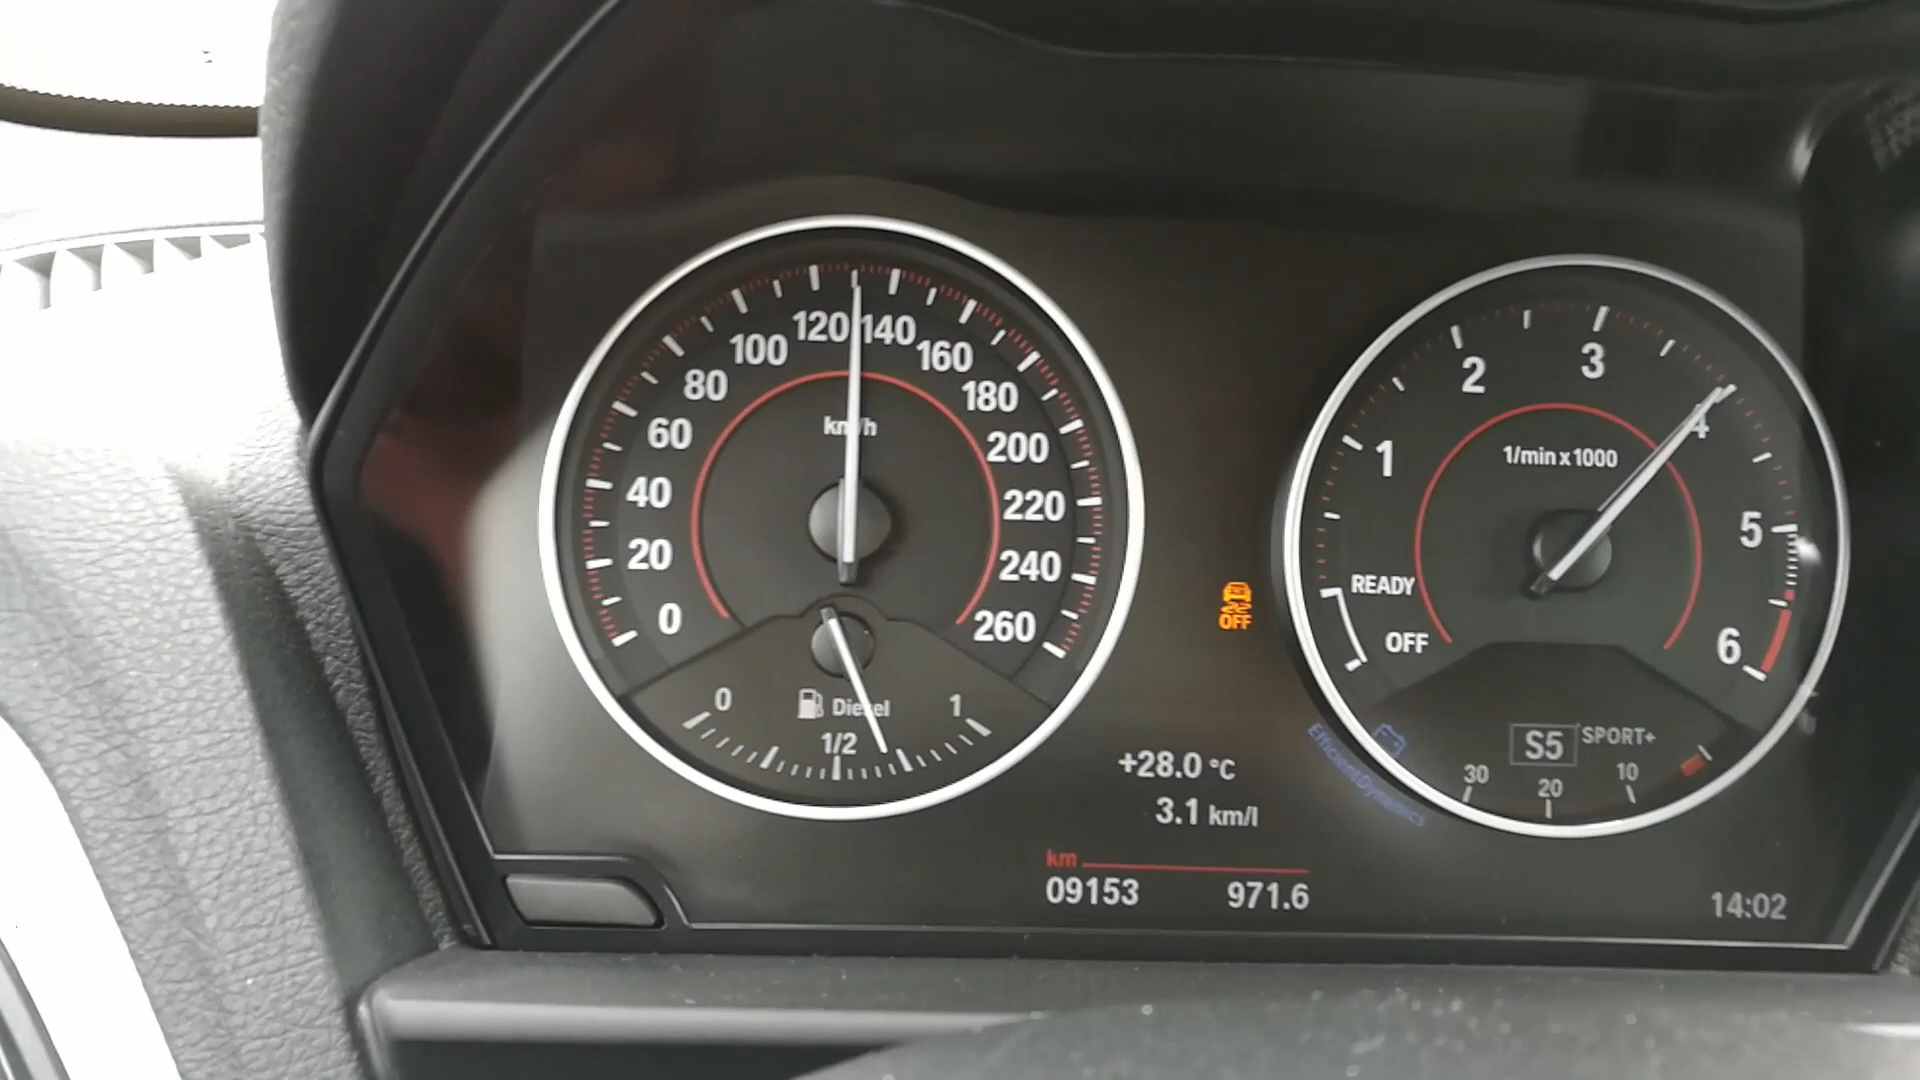 0
20
40
60
80
100
120
140
160
180
200
220
240
260
km/h
0
1/2
1
Diesel
OFF
+28.0 °C
3.1 km/l
km
09153 971.6
OFF
READY
1
2
3
4
5
6
1/min x 1000
S5 SPORT+
30
20
10
EfficientDynamics
14:02